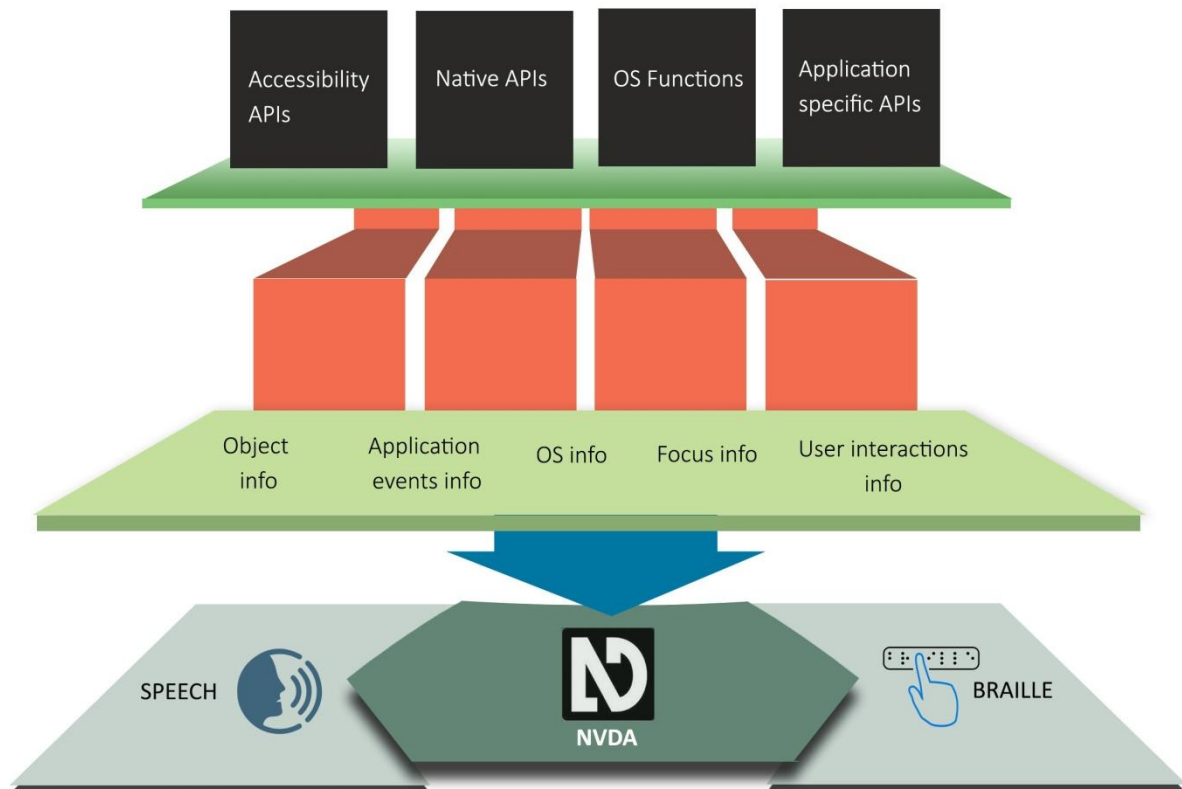 Accessibility
APIs
Native APIs
OS Functions
Application
specific APIs
Object
info
Application
events info
OS info
Focus info
User interactions
info
SPEECH
NVDA
BRAILLE